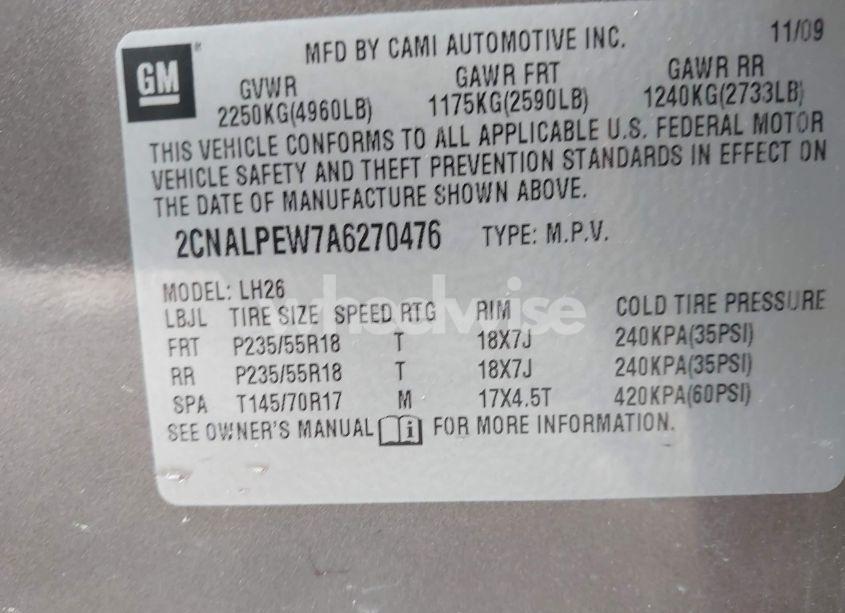 GM
MFD BY CAMI AUTOMOTIVE INC. 11/09
GVWR GAWR FRT GAWR RR
2250KG(4960LB) 1175KG(2590LB) 1240KG(2733LB)
THIS VEHICLE CONFORMS TO ALL APPLICABLE U.S. FEDERAL MOTOR
VEHICLE SAFETY AND THEFT PREVENTION STANDARDS IN EFFECT ON
THE DATE OF MANUFACTURE SHOWN ABOVE.
2CNALPEW7A6270476 TYPE: M.P.V.
MODEL: LH26
wheelwise
LBJL TIRE SIZE SPEED RTG RIM COLD TIRE PRESSURE
FRT P235/55R18 T 18X7J 240KPA(35PSI)
RR P235/55R18 T 18X7J 240KPA(35PSI)
SPA T145/70R17 M 17X4.5T 420KPA(60PSI)
SEE OWNER'S MANUAL i FOR MORE INFORMATION.